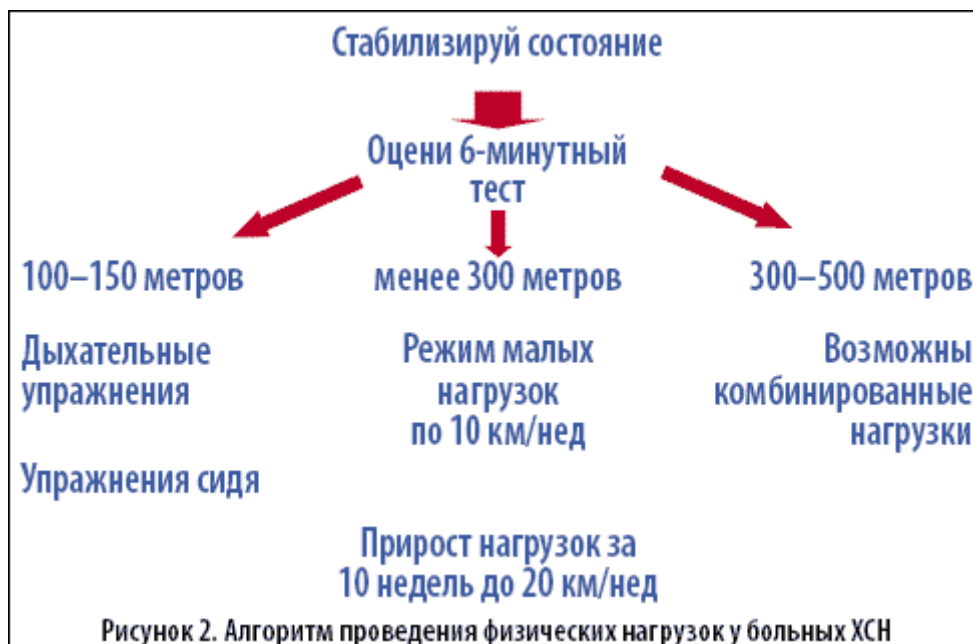 Стабилизируй состояние
Оцени 6-минутный
тест
100–150 метров
Дыхательные
упражнения
Упражнения сидя
менее 300 метров
Режим малых
нагрузок
по 10 км/нед
Прирост нагрузок за
10 недель до 20 км/нед
300–500 метров
Возможны
комбинированные
нагрузки
Рисунок 2. Алгоритм проведения физических нагрузок у больных ХСН